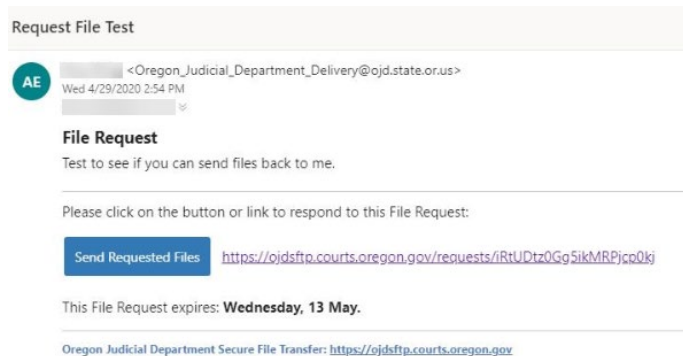 Request File Test
AE
<Oregon_Judicial_Department_Delivery@ojd.state.or.us>
Wed 4/29/2020 2:54 PM
File Request
Test to see if you can send files back to me.
Please click on the button or link to respond to this File Request:
Send Requested Files https://ojdsftp.courts.oregon.gov/requests/iRtUDtz0Gg5ikMRPjcp0kj
This File Request expires: Wednesday, 13 May.
Oregon Judicial Department Secure File Transfer: https://ojdsftp.courts.oregon.gov